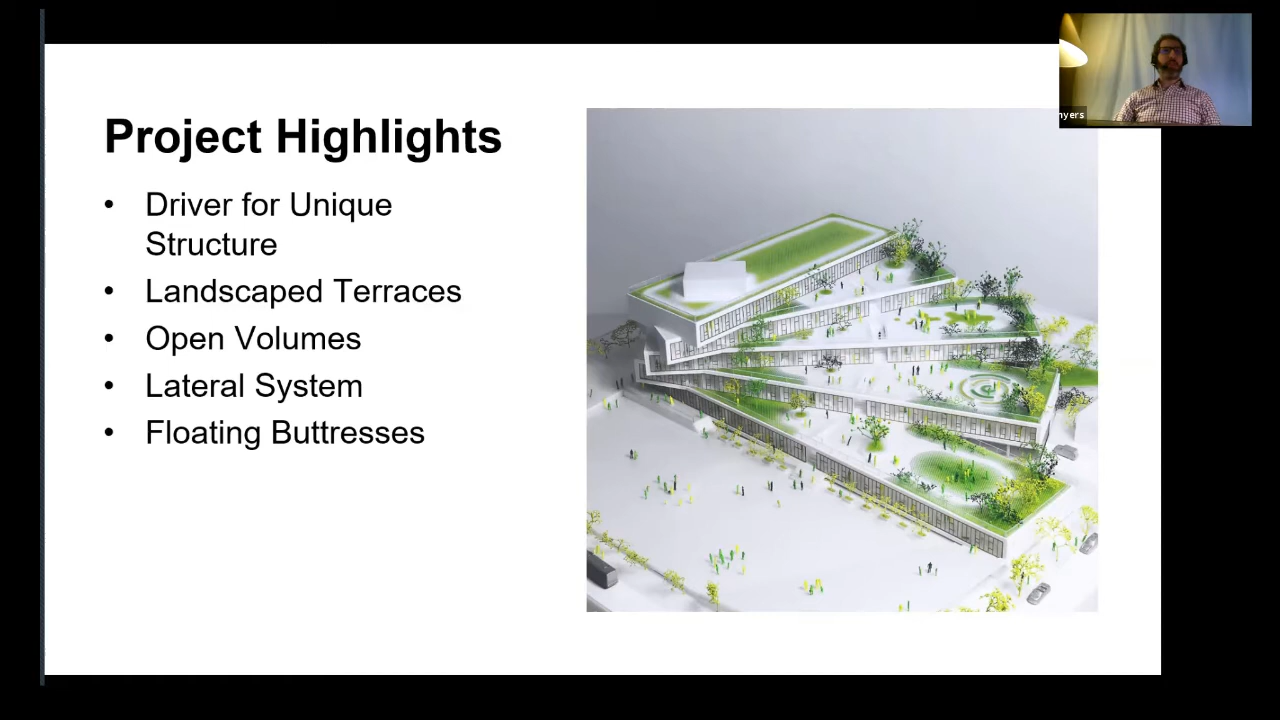 Project Highlights
• Driver for Unique
Structure
• Landscaped Terraces
• Open Volumes
• Lateral System
• Floating Buttresses